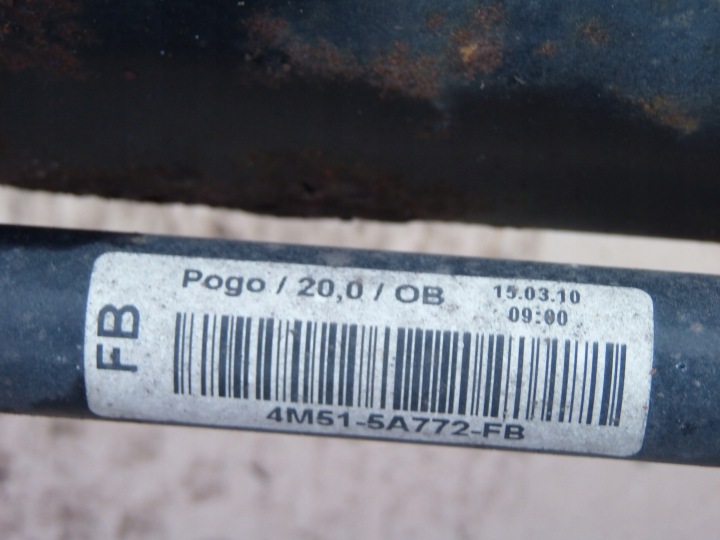 FB
Pogo / 20,0 / OB
15.03.10
09:00
4M51-5A772-FB